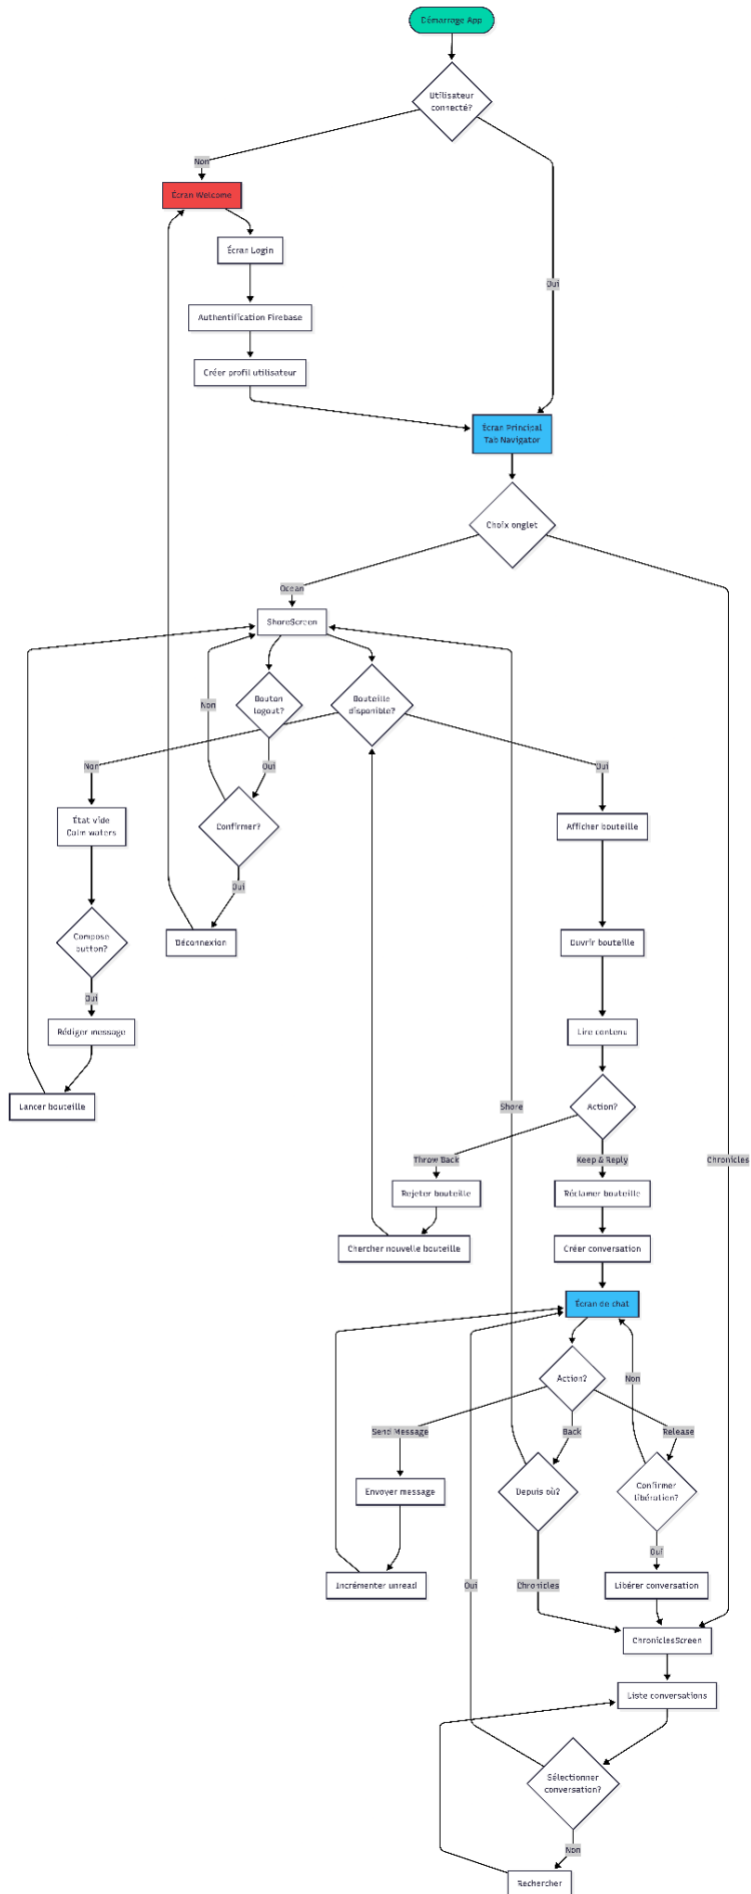 Démarrage App
Utilisateur
connecté?
Non
Écran Welcome
Écran Login
Oui
Authentification Firebase
Créer profil utilisateur
Écran Principal
Tab Navigator
Choix onglet
Ocean
ShoreScreen
Bouton
logout?
Bouteille
disponible?
Non
Non
Oui
Oui
État vide
Calm waters
Confirmer?
Afficher bouteille
Oui
Compose
button?
Déconnexion
Ouvrir bouteille
Oui
Rédiger message
Lire contenu
Lancer bouteille
Shore
Action?
Throw Back
Keep & Reply
Chronicles
Rejeter bouteille
Réclamer bouteille
Chercher nouvelle bouteille
Créer conversation
Écran de chat
Action?
Non
Send Message
Back
Release
Envoyer message
Depuis où?
Confirmer
libération?
Oui
Incrémenter unread
Oui
Chronicles
Libérer conversation
ChroniclesScreen
Liste conversations
Sélectionner
conversation?
Non
Rechercher